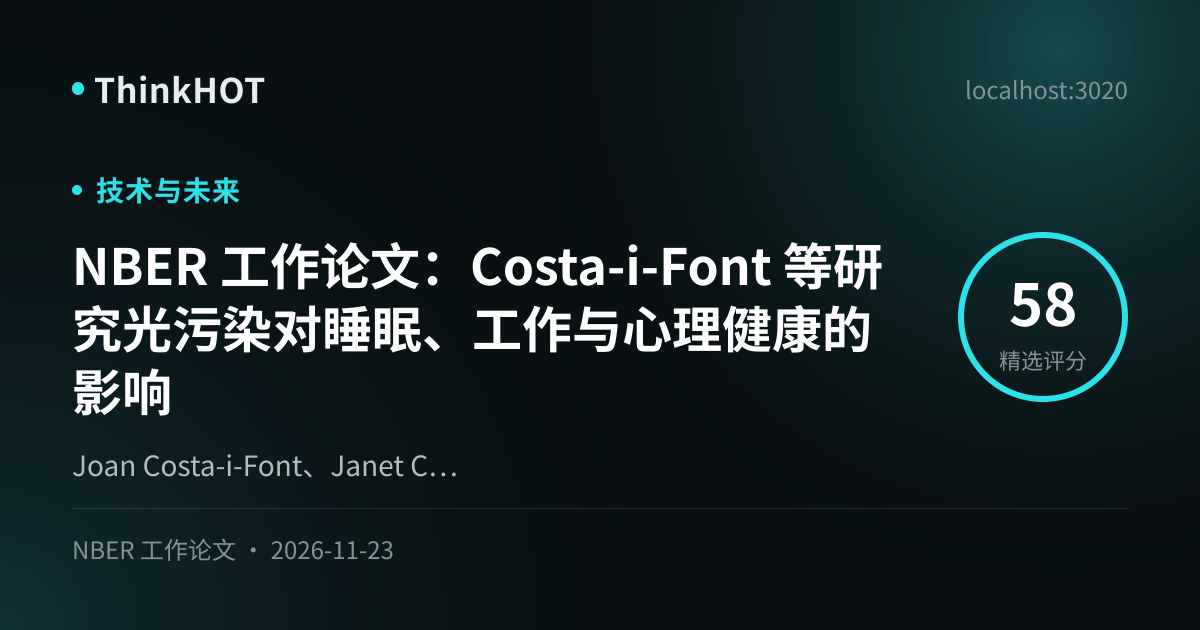 ThinkHOT
localhost:3020
技术与未来
NBER 工作论文：Costa-i-Font 等研
究光污染对睡眠、工作与心理健康的
影响
58
精选评分
Joan Costa-i-Font、Janet C…
NBER 工作论文 · 2026-11-23